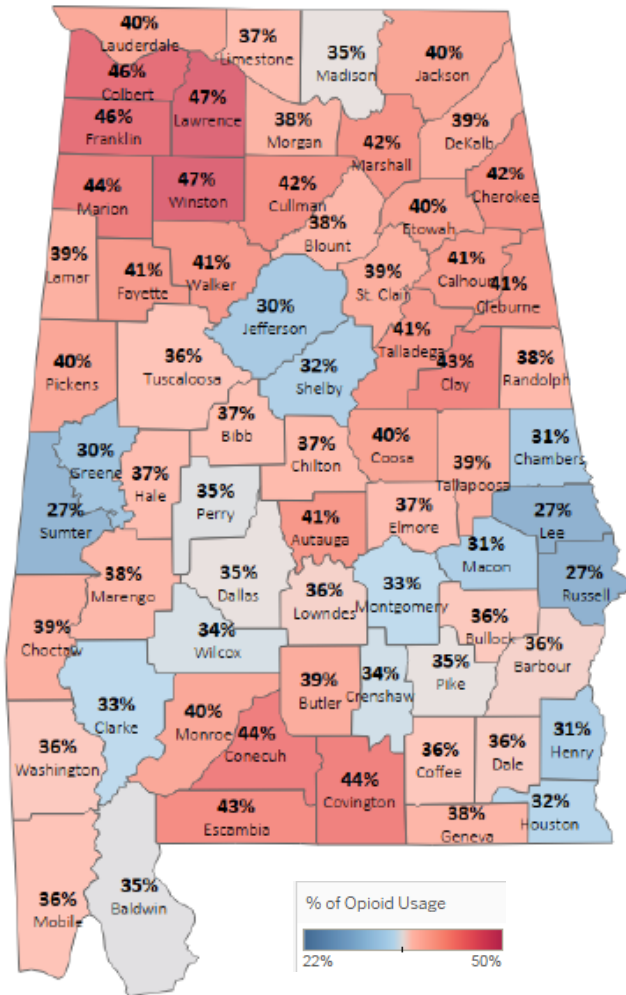 40%
Lauderdale
37%
Limestone
35%
Madison
40%
Jackson
46%
Colbert
47%
Lawrence
46%
Franklin
38%
Morgan
42%
Marshall
39%
DeKalb
44%
Marion
47%
Winston
42%
Cullman
38%
Blount
40%
Etowah
42%
Cherokee
39%
Lamar
41%
Fayette
41%
Walker
30%
Jefferson
39%
St. Clair
41%
Calhoun
41%
Cleburne
40%
Pickens
36%
Tuscaloosa
32%
Shelby
41%
Talladega
43%
Clay
38%
Randolph
30%
Greene
37%
Hale
37%
Bibb
37%
Chilton
40%
Coosa
39%
Tallapoosa
31%
Chambers
27%
Sumter
35%
Perry
41%
Autauga
37%
Elmore
31%
Macon
27%
Lee
27%
Russell
38%
Marengo
35%
Dallas
36%
Lowndes
33%
Montgomery
36%
Bullock
36%
Barbour
39%
Choctaw
34%
Wilcox
33%
Clarke
40%
Monroe
39%
Butler
34%
Crenshaw
35%
Pike
36%
Washington
44%
Conecuh
44%
Covington
36%
Coffee
36%
Dale
31%
Henry
43%
Escambia
38%
Geneva
32%
Houston
36%
Mobile
35%
Baldwin
% of Opioid Usage
22% 50%